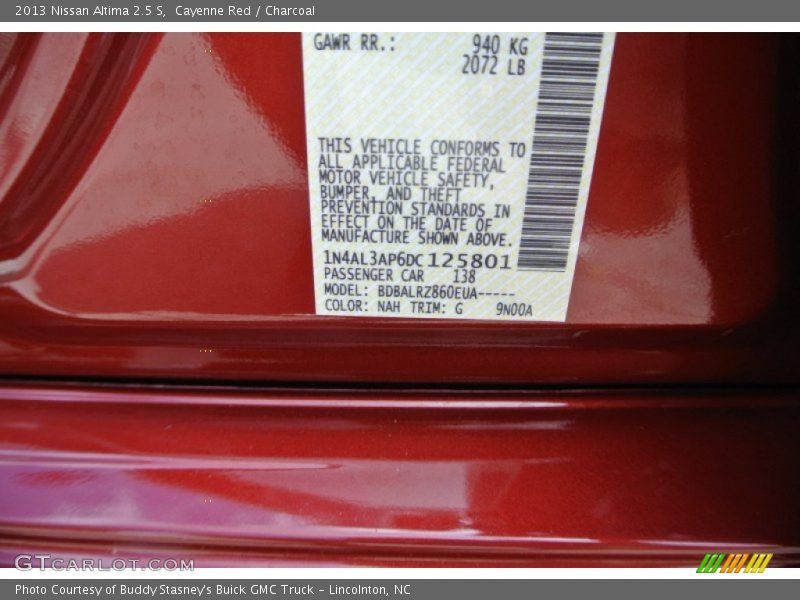 2013 Nissan Altima 2.5 S,  Cayenne Red / Charcoal
GAWR RR.: 940 KG
2072 LB
THIS VEHICLE CONFORMS TO
ALL APPLICABLE FEDERAL
MOTOR VEHICLE SAFETY,
BUMPER, AND THEFT
PREVENTION STANDARDS IN
EFFECT ON THE DATE OF
MANUFACTURE SHOWN ABOVE.
1N4AL3AP6DC125801
PASSENGER CAR 138
MODEL: BDBALRZ860EUA-----
COLOR: NAH TRIM: G 9N00A
GTCARLOT.COM
Photo Courtesy of Buddy Stasney's Buick GMC Truck - Lincolnton, NC